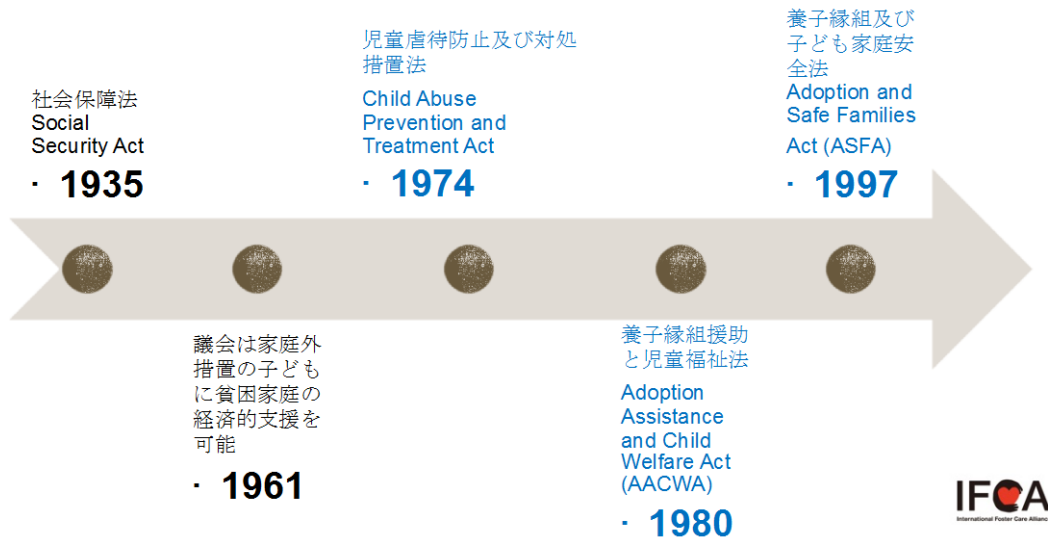 社会保障法
Social
Security Act
· 1935
議会は家庭外
措置の子ども
に貧困家庭の
経済的支援を
可能
· 1961
児童虐待防止及び対処
措置法
Child Abuse
Prevention and
Treatment Act
· 1974
養子縁組援助
と児童福祉法
Adoption
Assistance
and Child
Welfare Act
(AACWA)
· 1980
養子縁組及び
子ども家庭安
全法
Adoption and
Safe Families
Act (ASFA)
· 1997
IFCA
International Foster Care Alliance